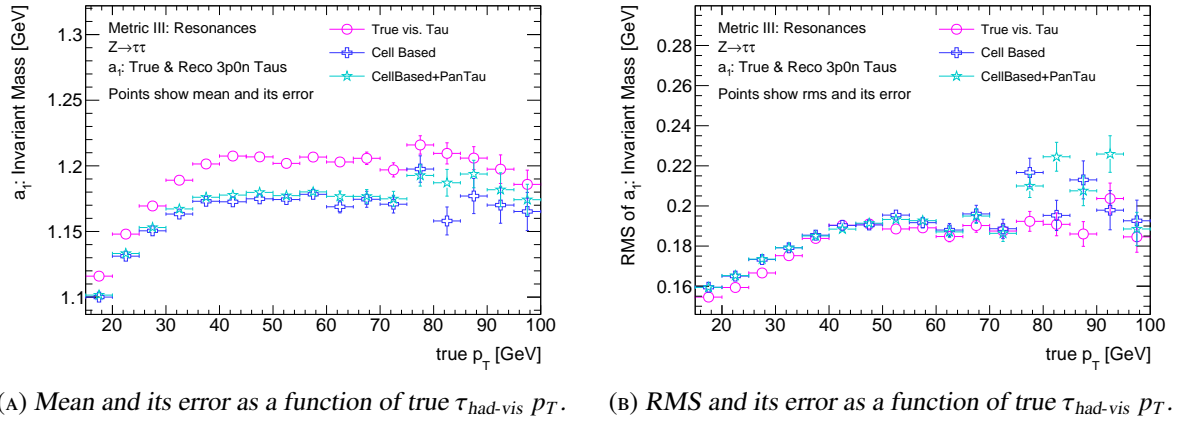 a₁: Invariant Mass [GeV]
1.3
1.25
1.2
1.15
1.1
Metric III: Resonances
Z→ττ
a₁: True & Reco 3p0n Taus
Points show mean and its error
True vis. Tau
Cell Based
CellBased+PanTau
20 30 40 50 60 70 80 90 100
true p_T [GeV]
RMS of a₁: Invariant Mass [GeV]
0.28
0.26
0.24
0.22
0.2
0.18
0.16
Metric III: Resonances
Z→ττ
a₁: True & Reco 3p0n Taus
Points show rms and its error
True vis. Tau
Cell Based
CellBased+PanTau
20 30 40 50 60 70 80 90 100
true p_T [GeV]
(A) Mean and its error as a function of true τ_had-vis p_T.
(B) RMS and its error as a function of true τ_had-vis p_T.